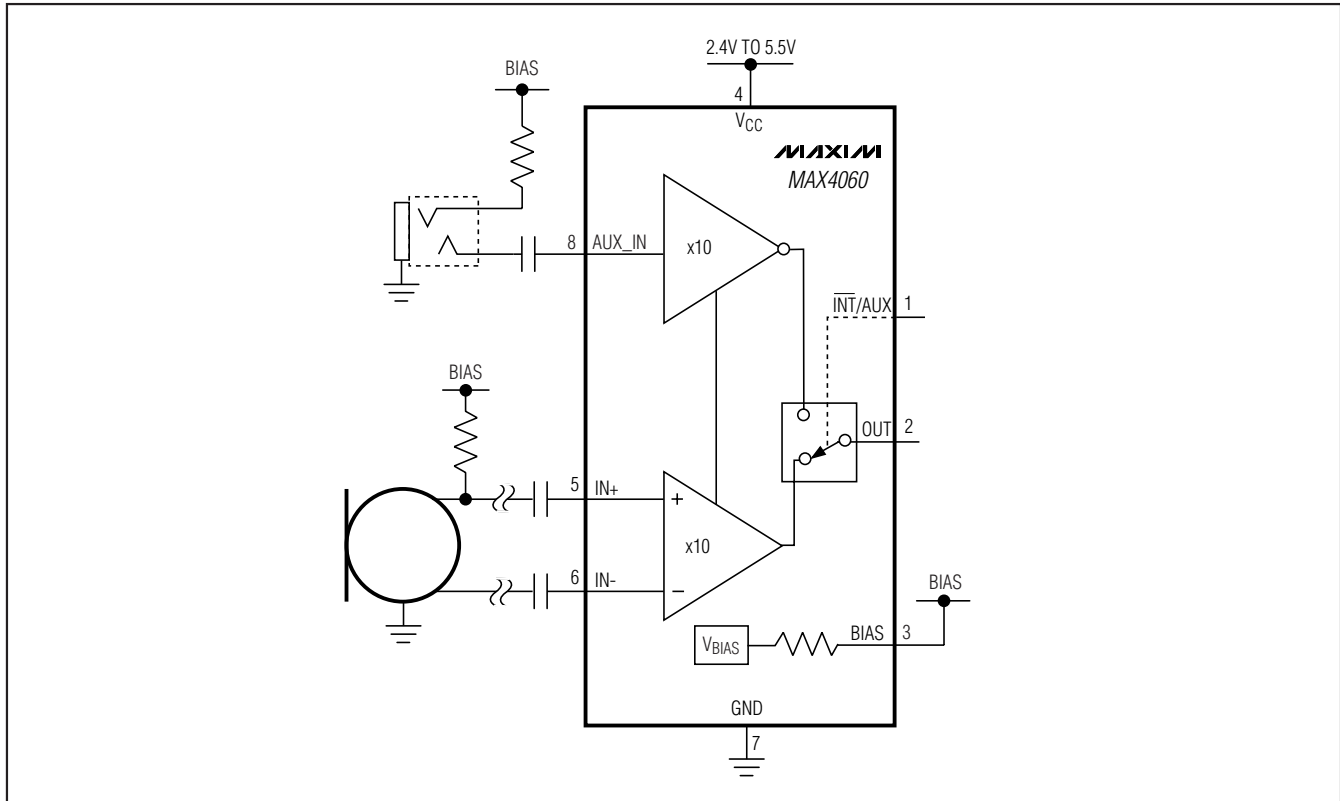 2.4V TO 5.5V
BIAS
4
VCC
MAXIM
MAX4060
x10
8
AUX_IN
INT/AUX
1
BIAS
OUT
2
5
IN+
+
x10
6
IN-
−
BIAS
VBIAS
BIAS
3
GND
7